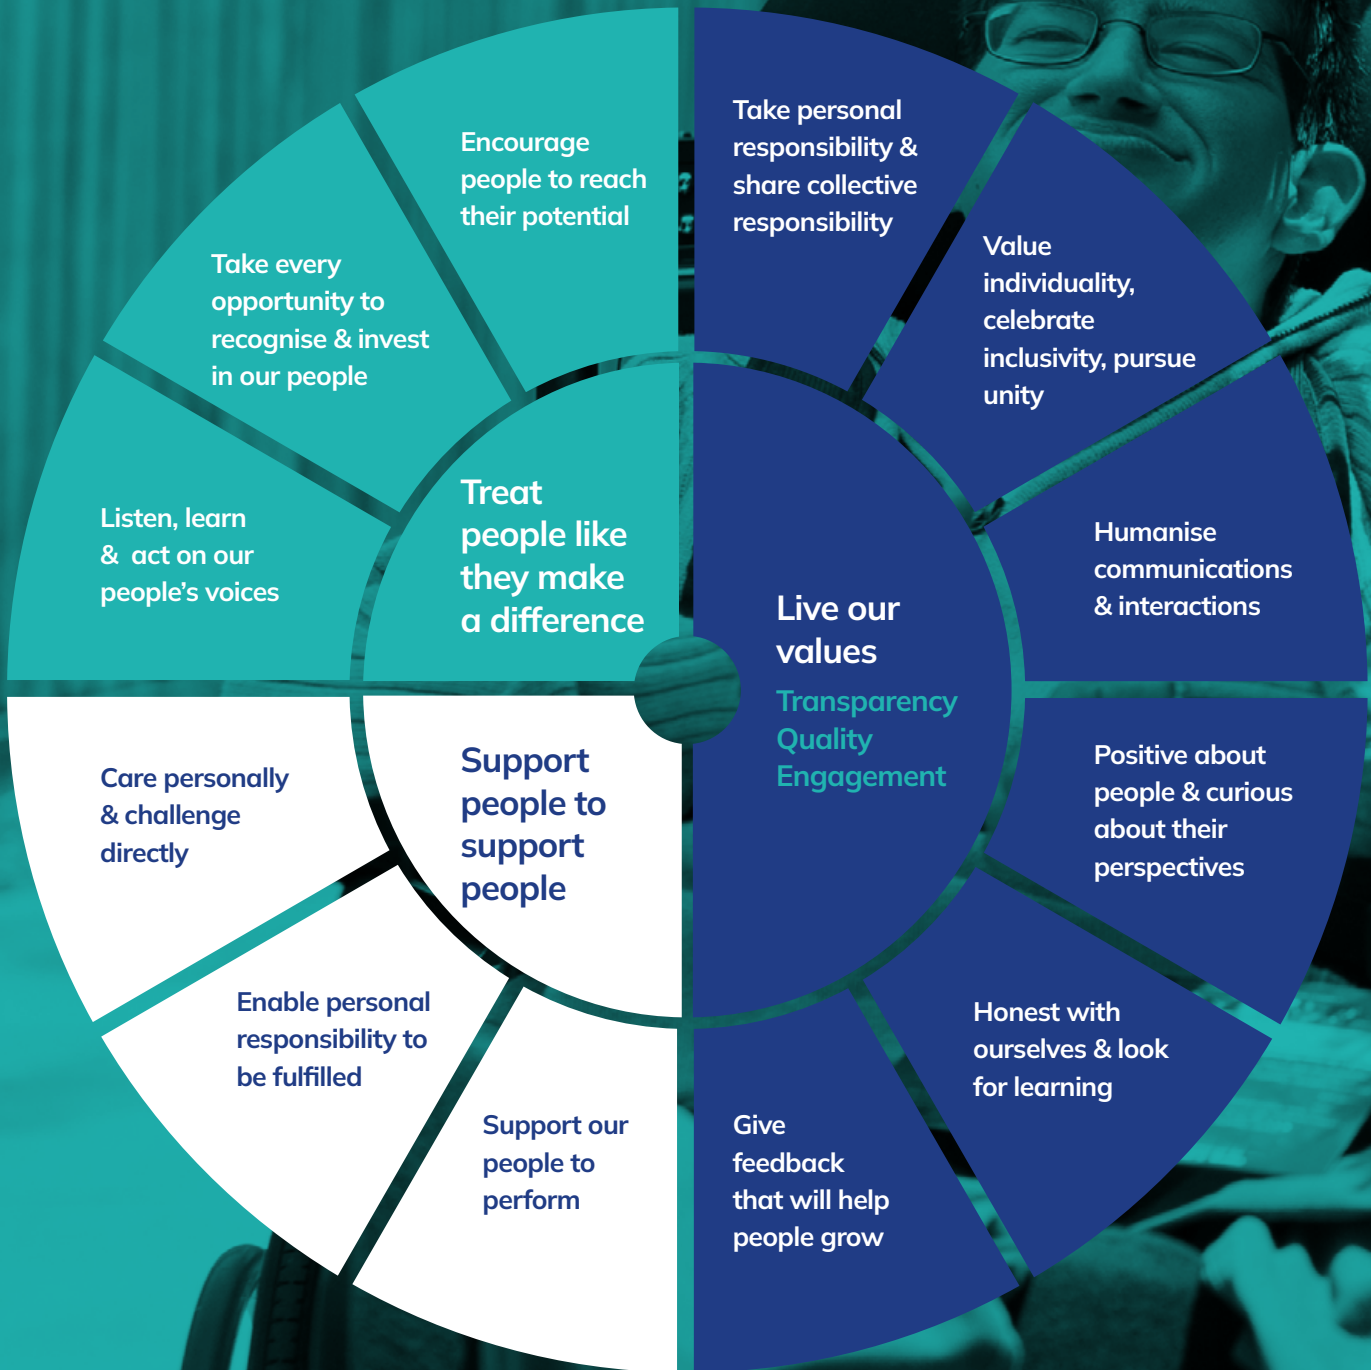 Encourage
people to reach
their potential
Take every
opportunity to
recognise & invest
in our people
Listen, learn
& act on our
people's voices
Treat
people like
they make
a difference
Take personal
responsibility &
share collective
responsibility
Value
individuality,
celebrate
inclusivity, pursue
unity
Humanise
communications
& interactions
Live our
values
Transparency
Quality
Engagement
Positive about
people & curious
about their
perspectives
Honest with
ourselves & look
for learning
Give
feedback
that will help
people grow
Support
people to
support
people
Care personally
& challenge
directly
Enable personal
responsibility to
be fulfilled
Support our
people to
perform